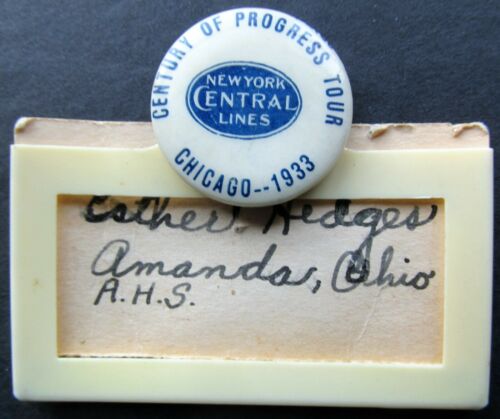 CENTURY OF PROGRESS TOUR
NEW YORK
CENTRAL
LINES
CHICAGO--1933
Esther Hedges
Amanda, Ohio
A.H.S.